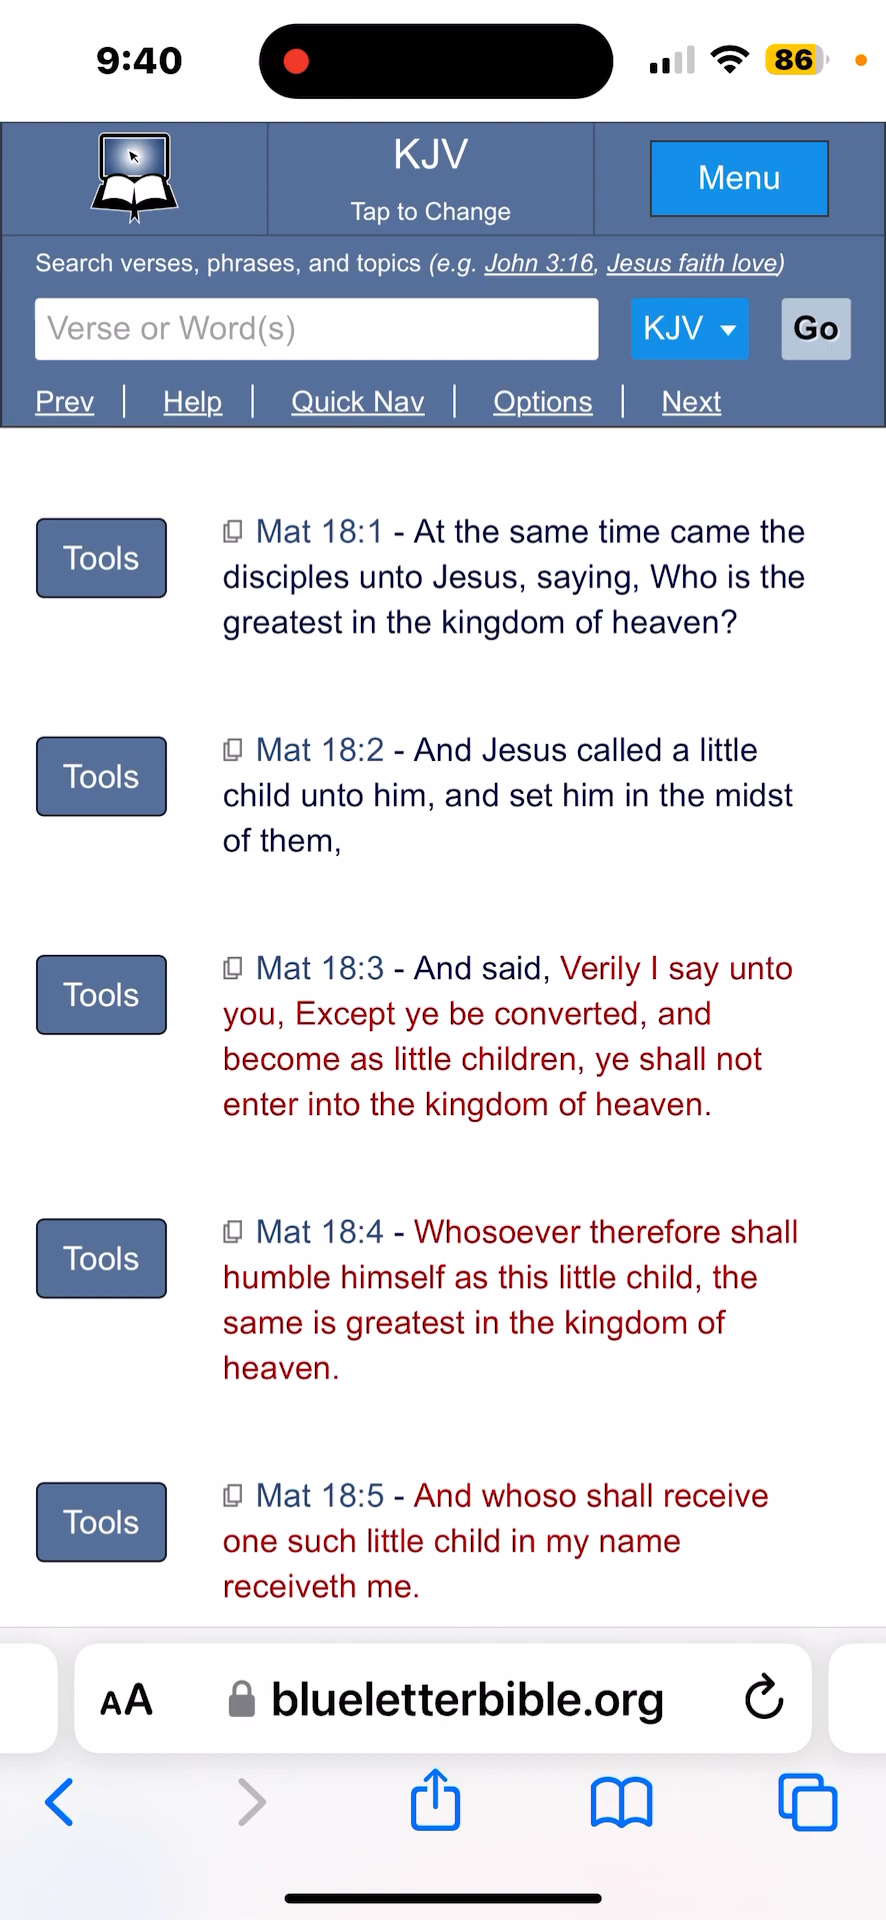 9:40
86
KJV
Tap to Change
Menu
Search verses, phrases, and topics (e.g. John 3:16, Jesus faith love)
Verse or Word(s)
KJV
Go
Prev | Help | Quick Nav | Options | Next
Tools
Mat 18:1 - At the same time came the
disciples unto Jesus, saying, Who is the
greatest in the kingdom of heaven?
Tools
Mat 18:2 - And Jesus called a little
child unto him, and set him in the midst
of them,
Tools
Mat 18:3 - And said, Verily I say unto
you, Except ye be converted, and
become as little children, ye shall not
enter into the kingdom of heaven.
Tools
Mat 18:4 - Whosoever therefore shall
humble himself as this little child, the
same is greatest in the kingdom of
heaven.
Tools
Mat 18:5 - And whoso shall receive
one such little child in my name
receiveth me.
AA
blueletterbible.org